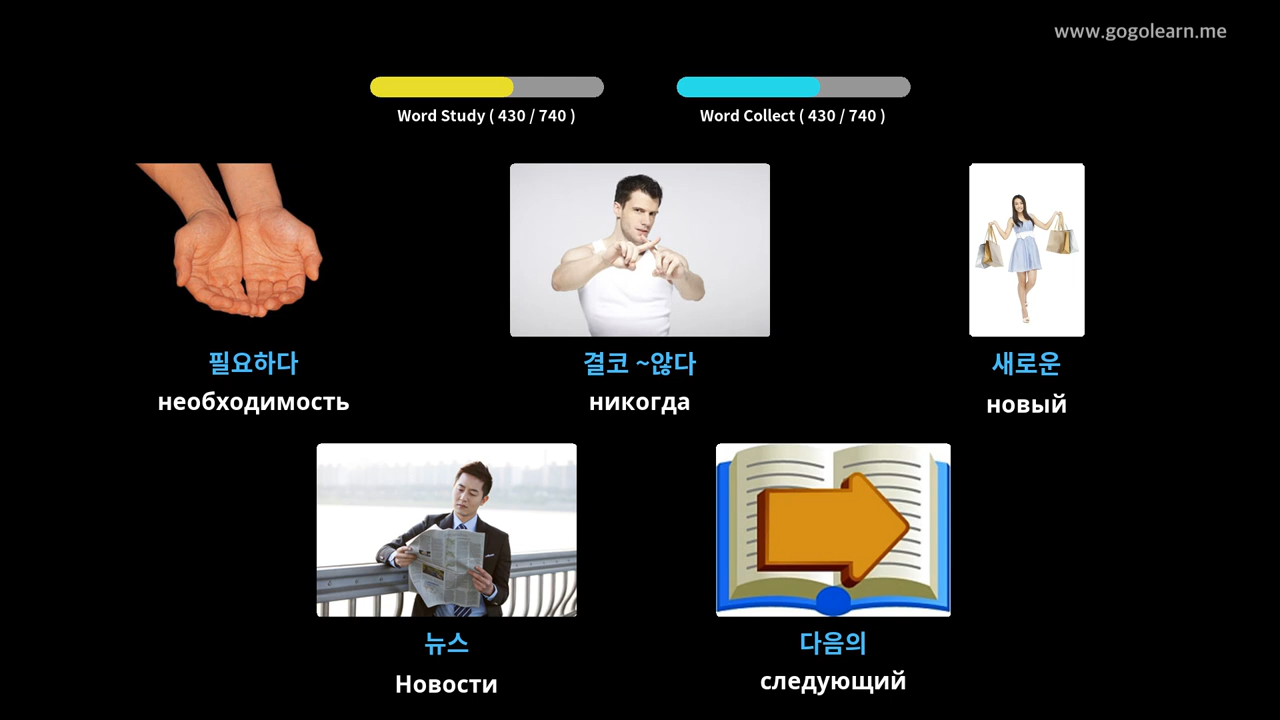 www.gogolearn.me
Word Study ( 430 / 740 )
Word Collect ( 430 / 740 )
필요하다
необходимость
결코 ~않다
никогда
새로운
новый
뉴스
Новости
다음의
следующий